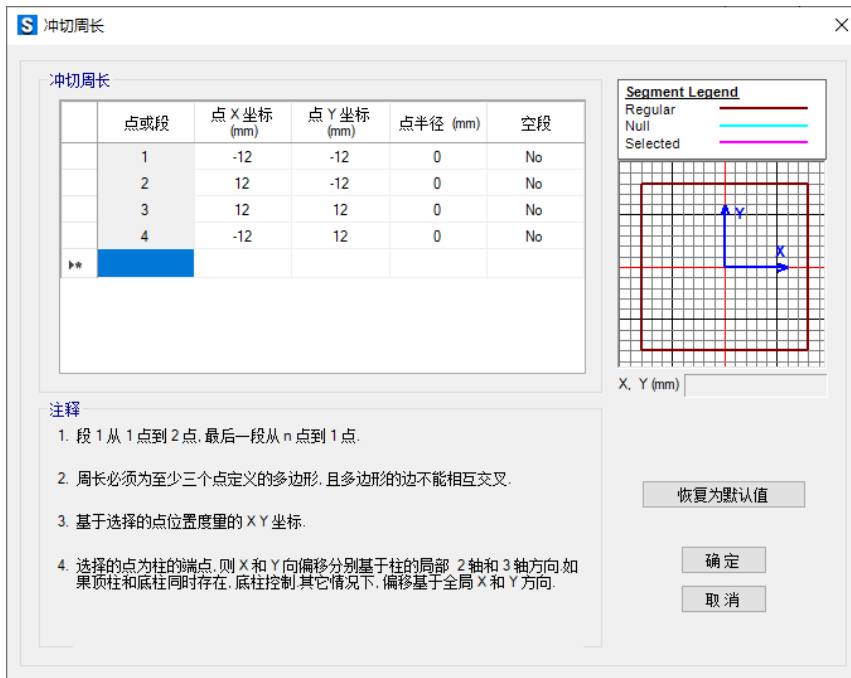 S 冲切周长
冲切周长
点或段 点 X 坐标 (mm) 点 Y 坐标 (mm) 点半径 (mm) 空段
1 -12 -12 0 No
2 12 -12 0 No
3 12 12 0 No
4 -12 12 0 No
Segment Legend
Regular
Null
Selected
Y
X
X, Y (mm)
注释
1. 段 1 从 1 点到 2 点, 最后一段从 n 点到 1 点.
2. 周长必须为至少三个点定义的多边形, 且多边形的边不能相互交叉.
3. 基于选择的点位置度量的 X Y 坐标.
4. 选择的点为柱的端点, 则 X 和 Y 向偏移分别基于柱的局部 2 轴和 3 轴方向.如
果顶柱和底柱同时存在, 底柱控制.其它情况下, 偏移基于全局 X 和 Y 方向.
恢复为默认值
确定
取消